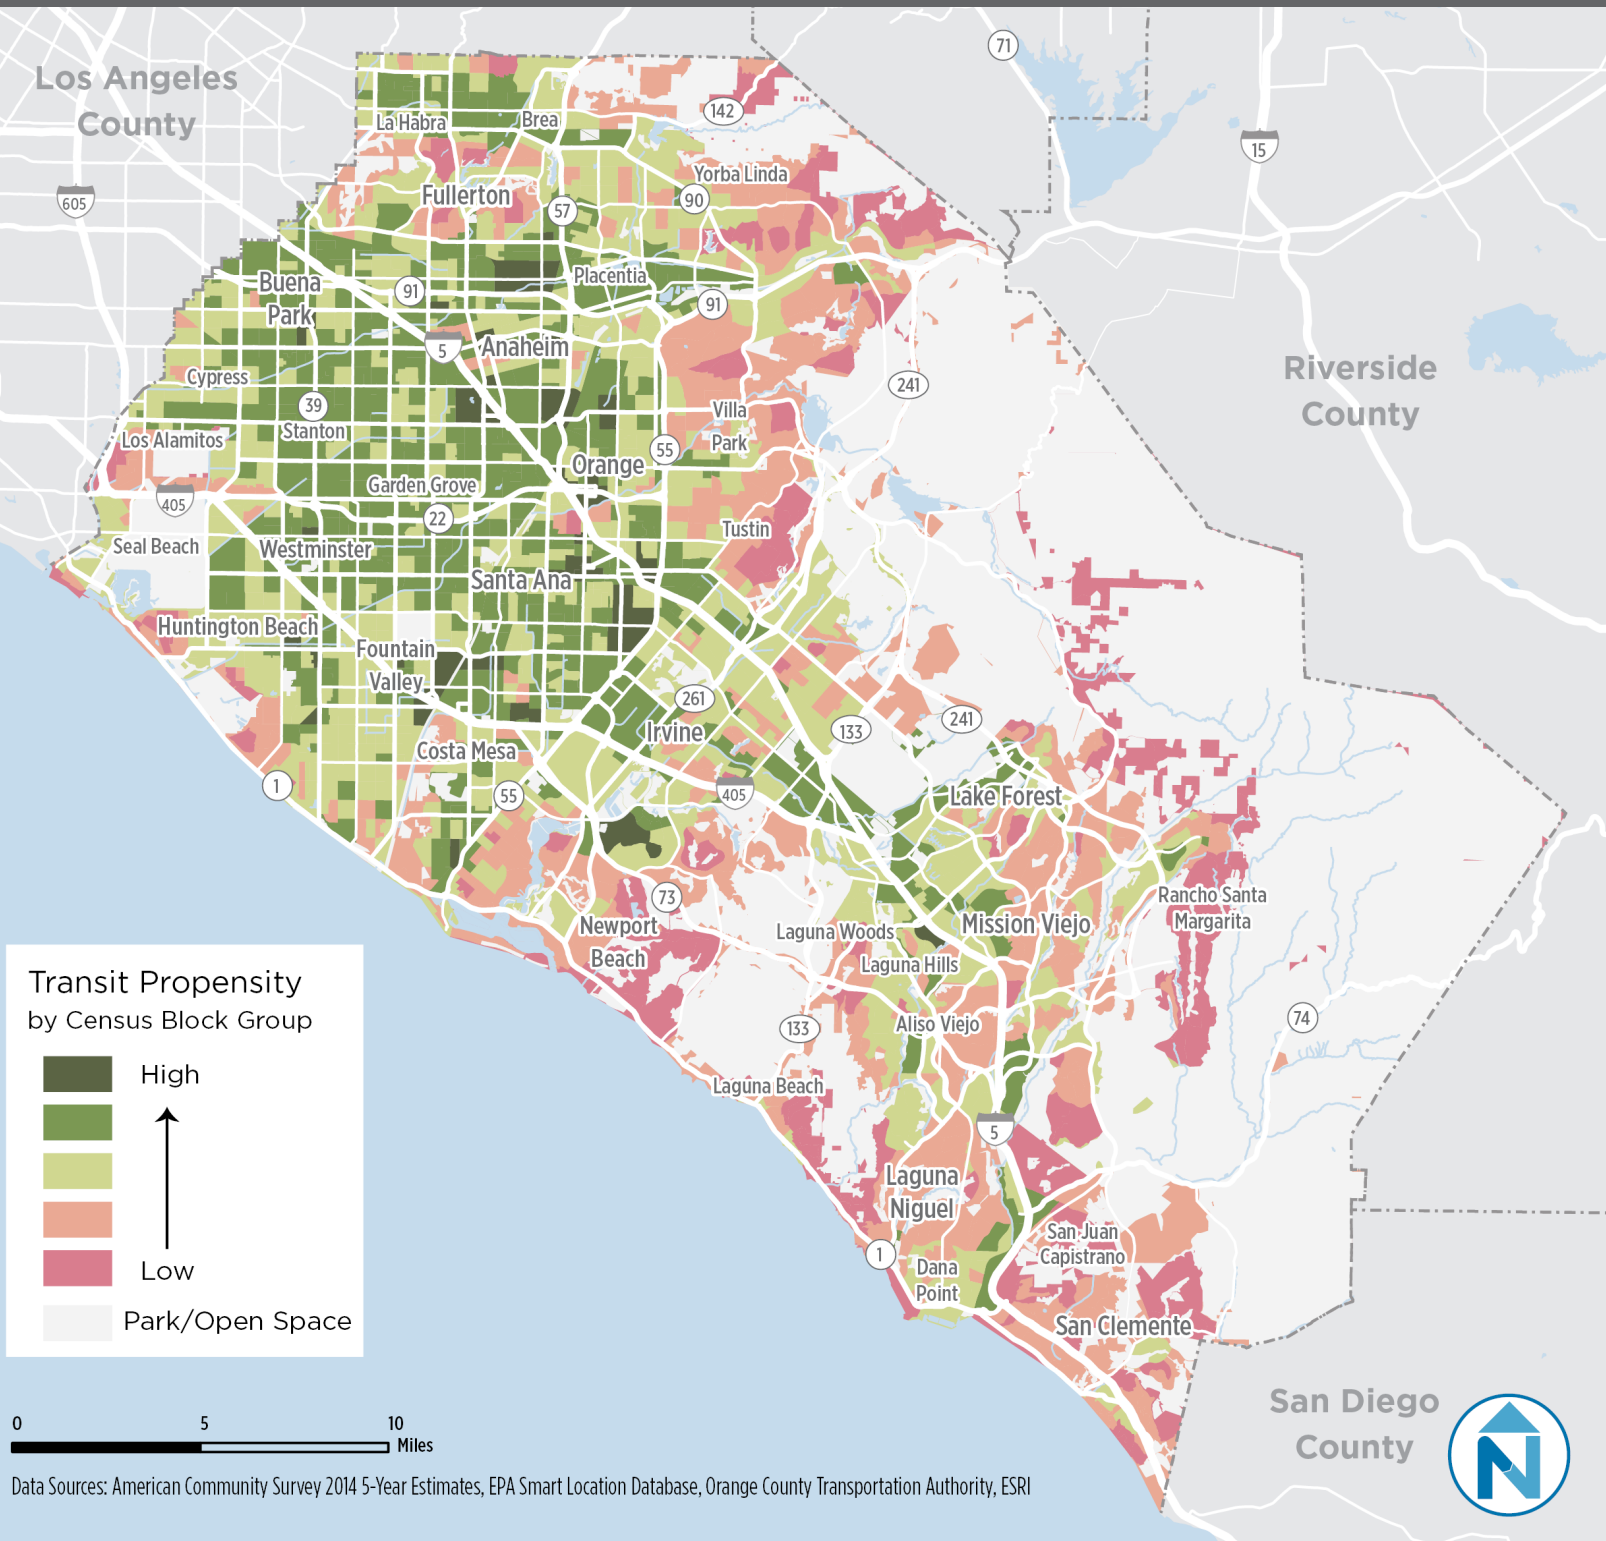 Los Angeles
County
71
15
605
142
La Habra
Brea
Yorba Linda
Fullerton
90
57
Placentia
Buena
Park
91
91
5
Anaheim
Riverside
County
Cypress
241
39
Stanton
Villa
Park
Los Alamitos
55
Orange
Garden Grove
405
22
Tustin
Seal Beach
Westminster
Santa Ana
Huntington Beach
Fountain
Valley
261
241
Irvine
133
Costa Mesa
1
55
405
Lake Forest
73
Rancho Santa
Margarita
Newport
Beach
Laguna Woods
Mission Viejo
Laguna Hills
74
133
Aliso Viejo
Laguna Beach
5
Laguna
Niguel
San Juan
Capistrano
1
Dana
Point
San Clemente
San Diego
County
Transit Propensity
by Census Block Group
High
Low
Park/Open Space
0 5 10
Miles
N
Data Sources: American Community Survey 2014 5-Year Estimates, EPA Smart Location Database, Orange County Transportation Authority, ESRI